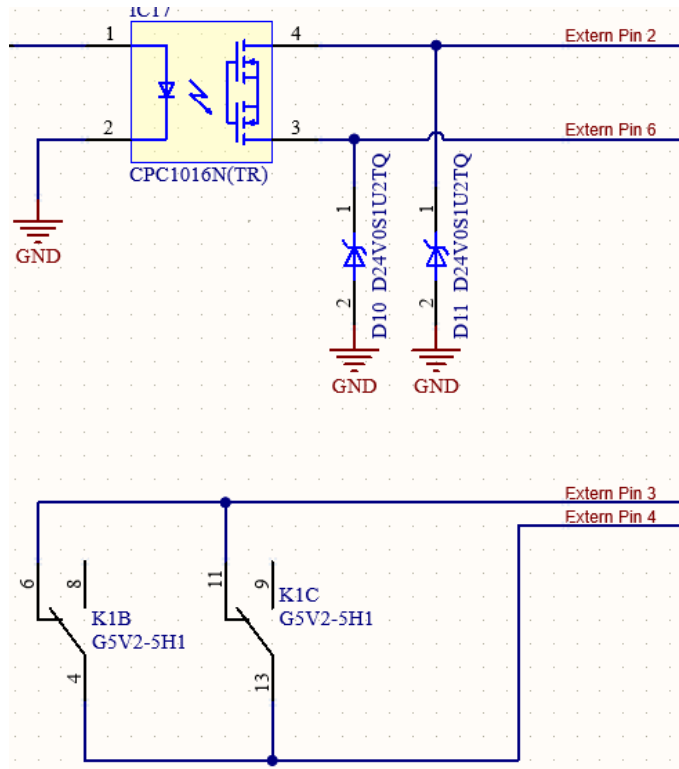 IC17
1
4
Extern Pin 2
2
3
Extern Pin 6
CPC1016N(TR)
GND
1
2
D10 D24V0S1U2TQ
1
2
D11 D24V0S1U2TQ
GND
GND
Extern Pin 3
Extern Pin 4
6
8
K1B
G5V2-5H1
4
11
9
K1C
G5V2-5H1
13